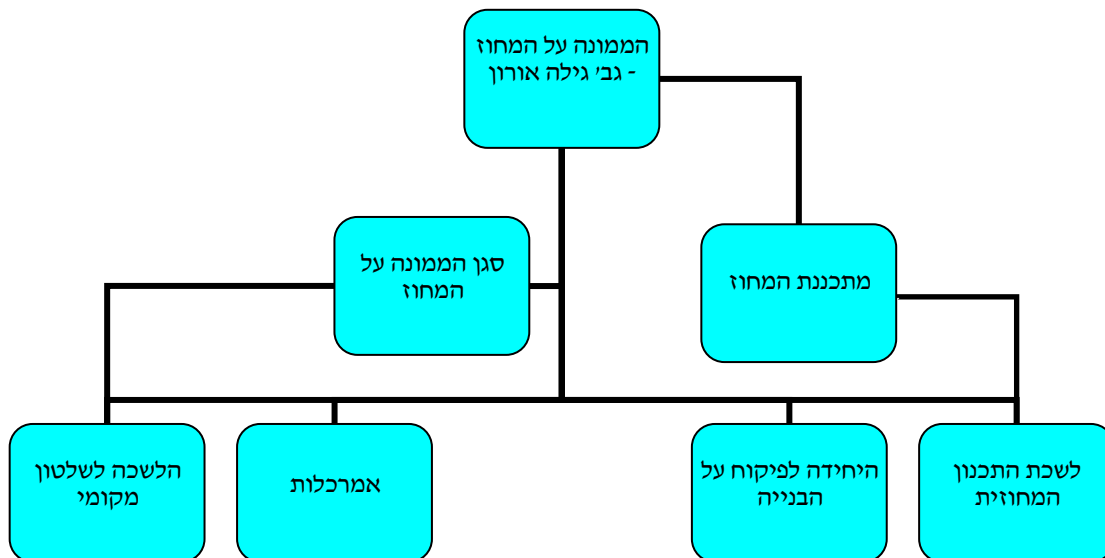 הממונה על המחוז
- גב' גילה אורון
מתכננת המחוז
סגן הממונה על
המחוז
לשכת התכנון
המחוזית
היחידה לפיקוח על
הבנייה
אמרכלות
הלשכה לשלטון
מקומי